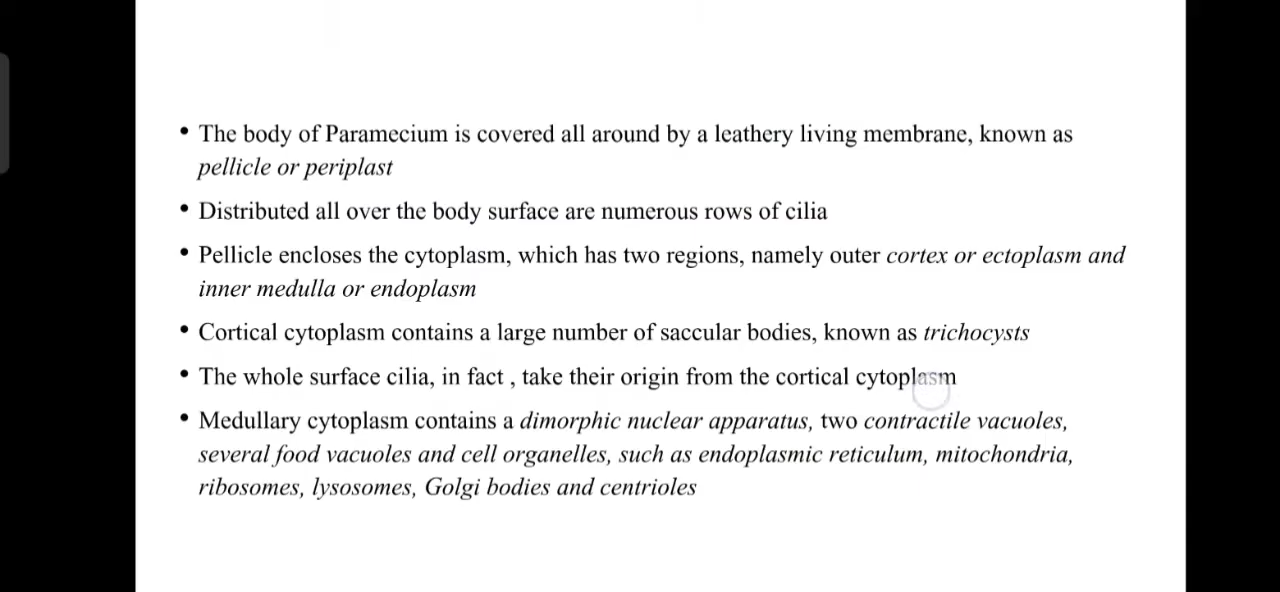 • The body of Paramecium is covered all around by a leathery living membrane, known as
pellicle or periplast
• Distributed all over the body surface are numerous rows of cilia
• Pellicle encloses the cytoplasm, which has two regions, namely outer cortex or ectoplasm and
inner medulla or endoplasm
• Cortical cytoplasm contains a large number of saccular bodies, known as trichocysts
• The whole surface cilia, in fact , take their origin from the cortical cytoplasm
• Medullary cytoplasm contains a dimorphic nuclear apparatus, two contractile vacuoles,
several food vacuoles and cell organelles, such as endoplasmic reticulum, mitochondria,
ribosomes, lysosomes, Golgi bodies and centrioles